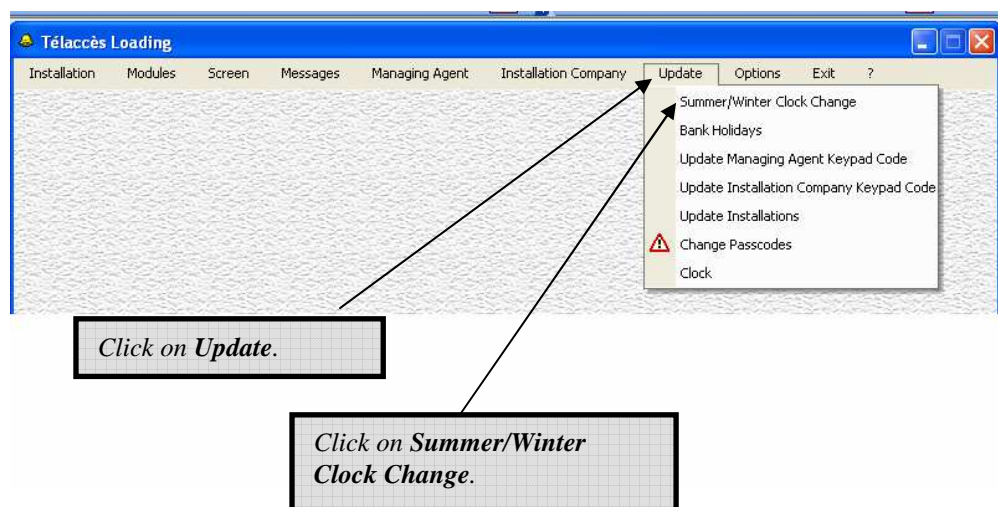 Télaccès Loading
Installation Modules Screen Messages Managing Agent Installation Company Update Options Exit ?
Summer/Winter Clock Change
Bank Holidays
Update Managing Agent Keypad Code
Update Installation Company Keypad Code
Update Installations
Change Passcodes
Clock
Click on Update.
Click on Summer/Winter
Clock Change.